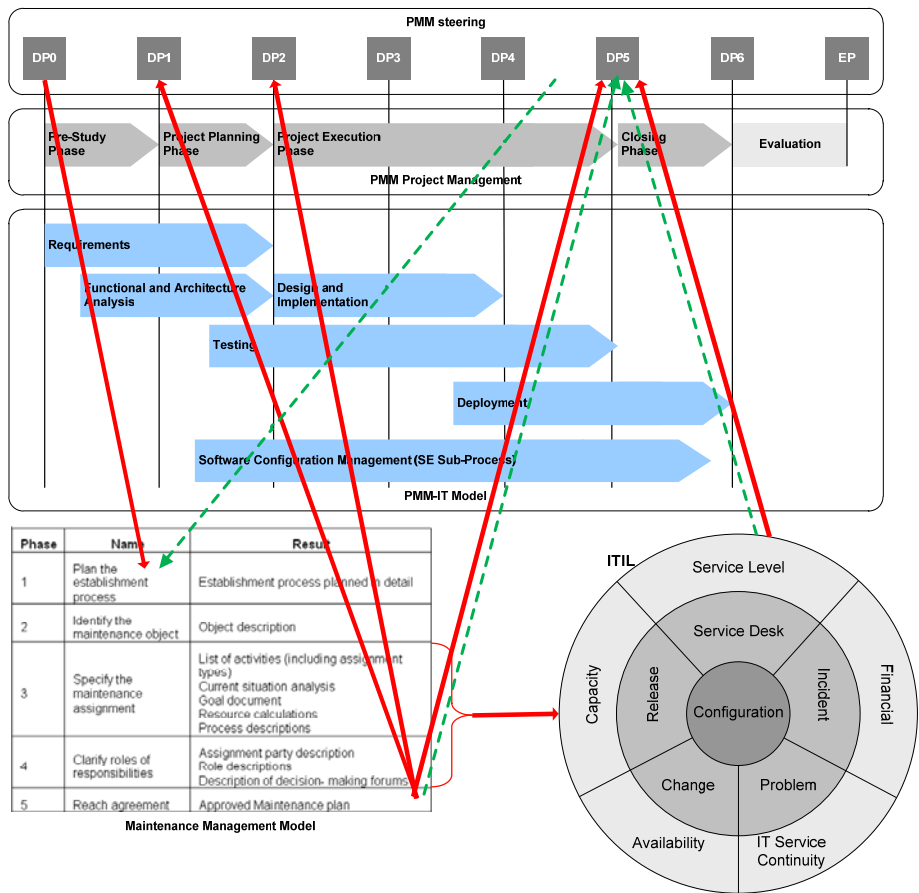 PMM steering
DP0 DP1 DP2 DP3 DP4 DP5 DP6 EP
Pre-Study
Phase
Project Planning
Phase
Project Execution
Phase
Closing
Phase
Evaluation
PMM Project Management
Requirements
Functional and Architecture
Analysis
Design and
Implementation
Testing
Deployment
Software Configuration Management (SE Sub-Process)
PMM-IT Model
Phase Name Result
1
Plan the
establishment
process
Establishment process planned in detail
2
Identify the
maintenance object
Object description
3
Specify the
maintenance
assignment
List of activities (including assignment
types)
Current situation analysis
Goal document
Resource calculations
Process descriptions
4
Clarify roles of
responsibilities
Assignment party description
Role descriptions
Description of decision- making forums
5 Reach agreement Approved Maintenance plan
Maintenance Management Model
ITIL
Service Level
Service Desk
Capacity
Release
Configuration
Incident
Financial
Change
Problem
Availability
IT Service
Continuity